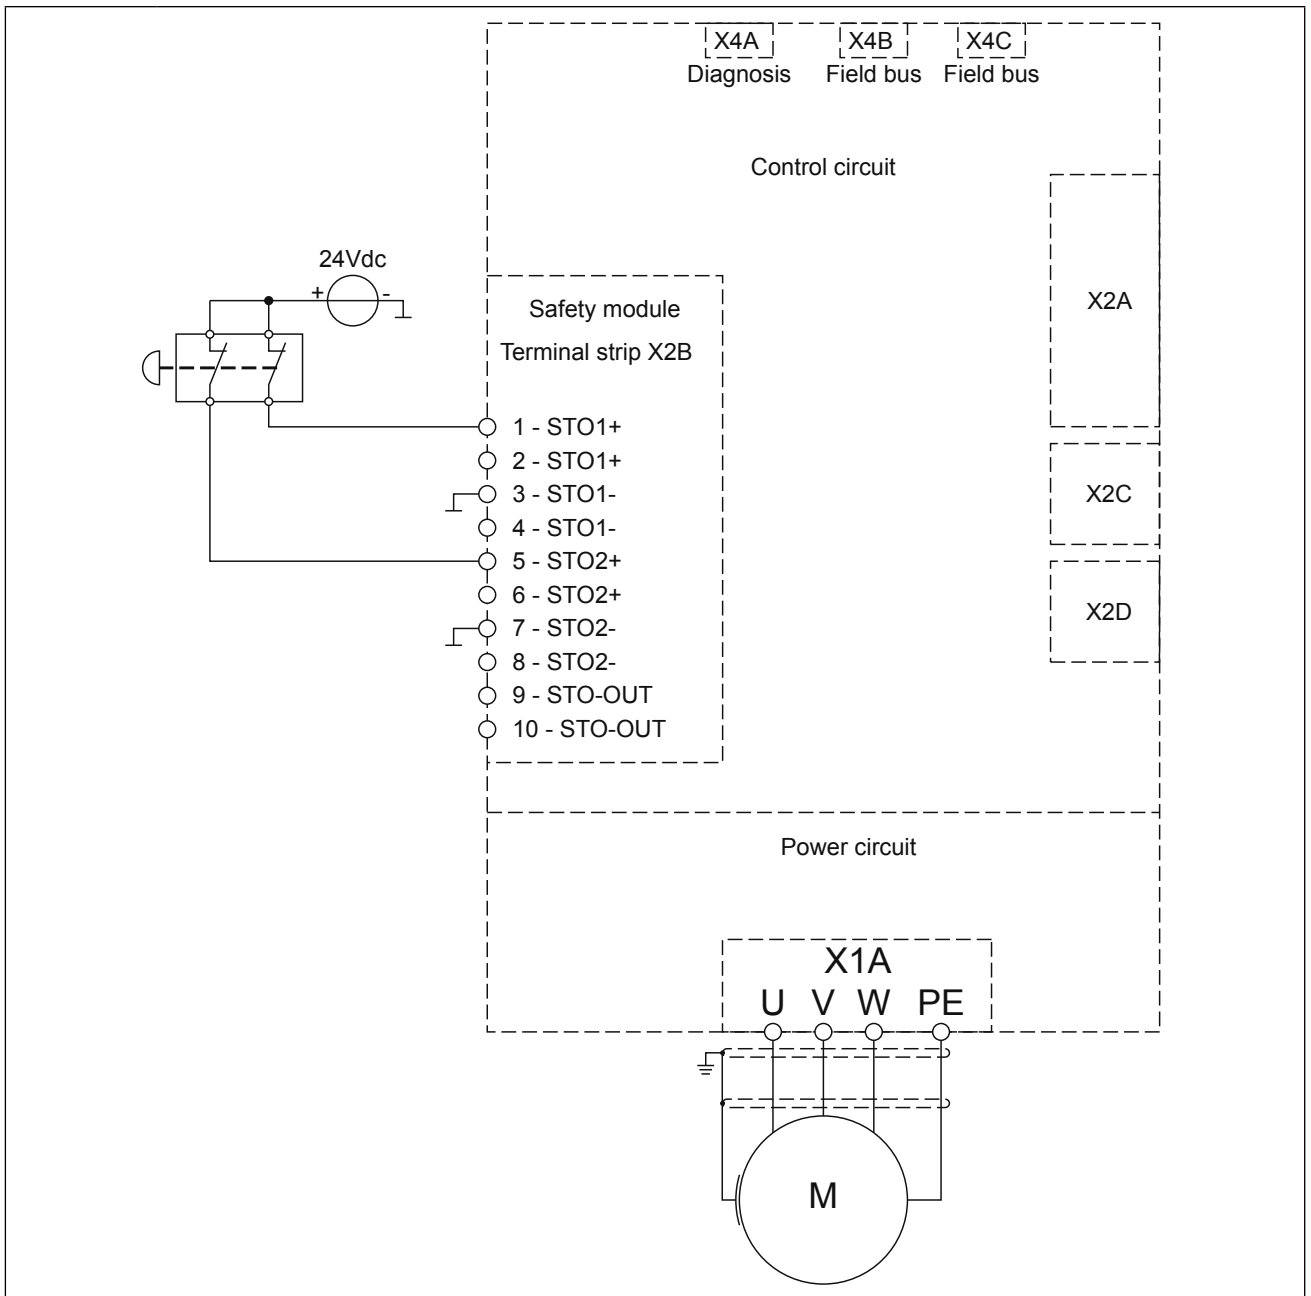 X4A X4B X4C
Diagnosis Field bus Field bus
Control circuit
24Vdc
+ -
Safety module
X2A
Terminal strip X2B
1 - STO1+
2 - STO1+
3 - STO1-
X2C
4 - STO1-
5 - STO2+
6 - STO2+
X2D
7 - STO2-
8 - STO2-
9 - STO-OUT
10 - STO-OUT
Power circuit
X1A
U V W PE
M